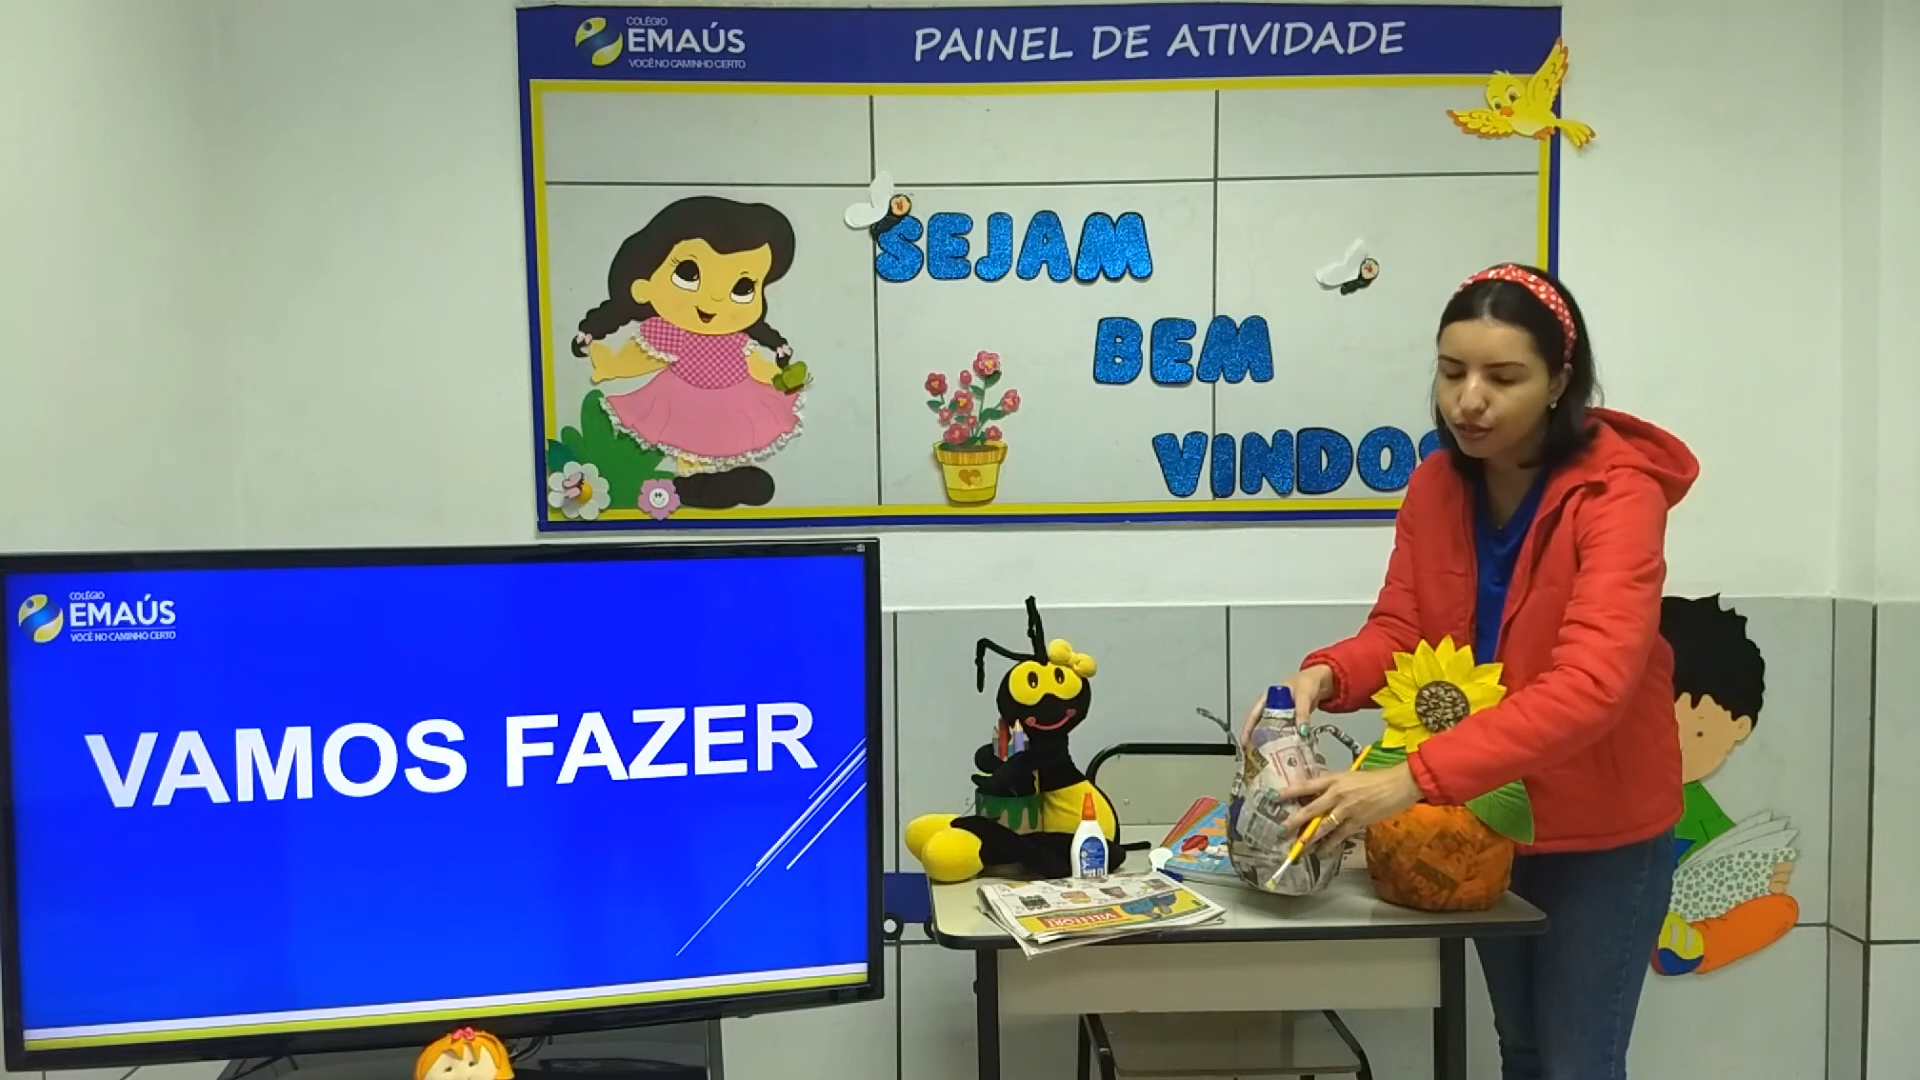 COLÉGIO
EMAÚS
VOCÊ NO CAMINHO CERTO
PAINEL DE ATIVIDADE
SEJAM
BEM
VINDOS
COLÉGIO
EMAÚS
VOCÊ NO CAMINHO CERTO
VAMOS FAZER
VILLEFORT